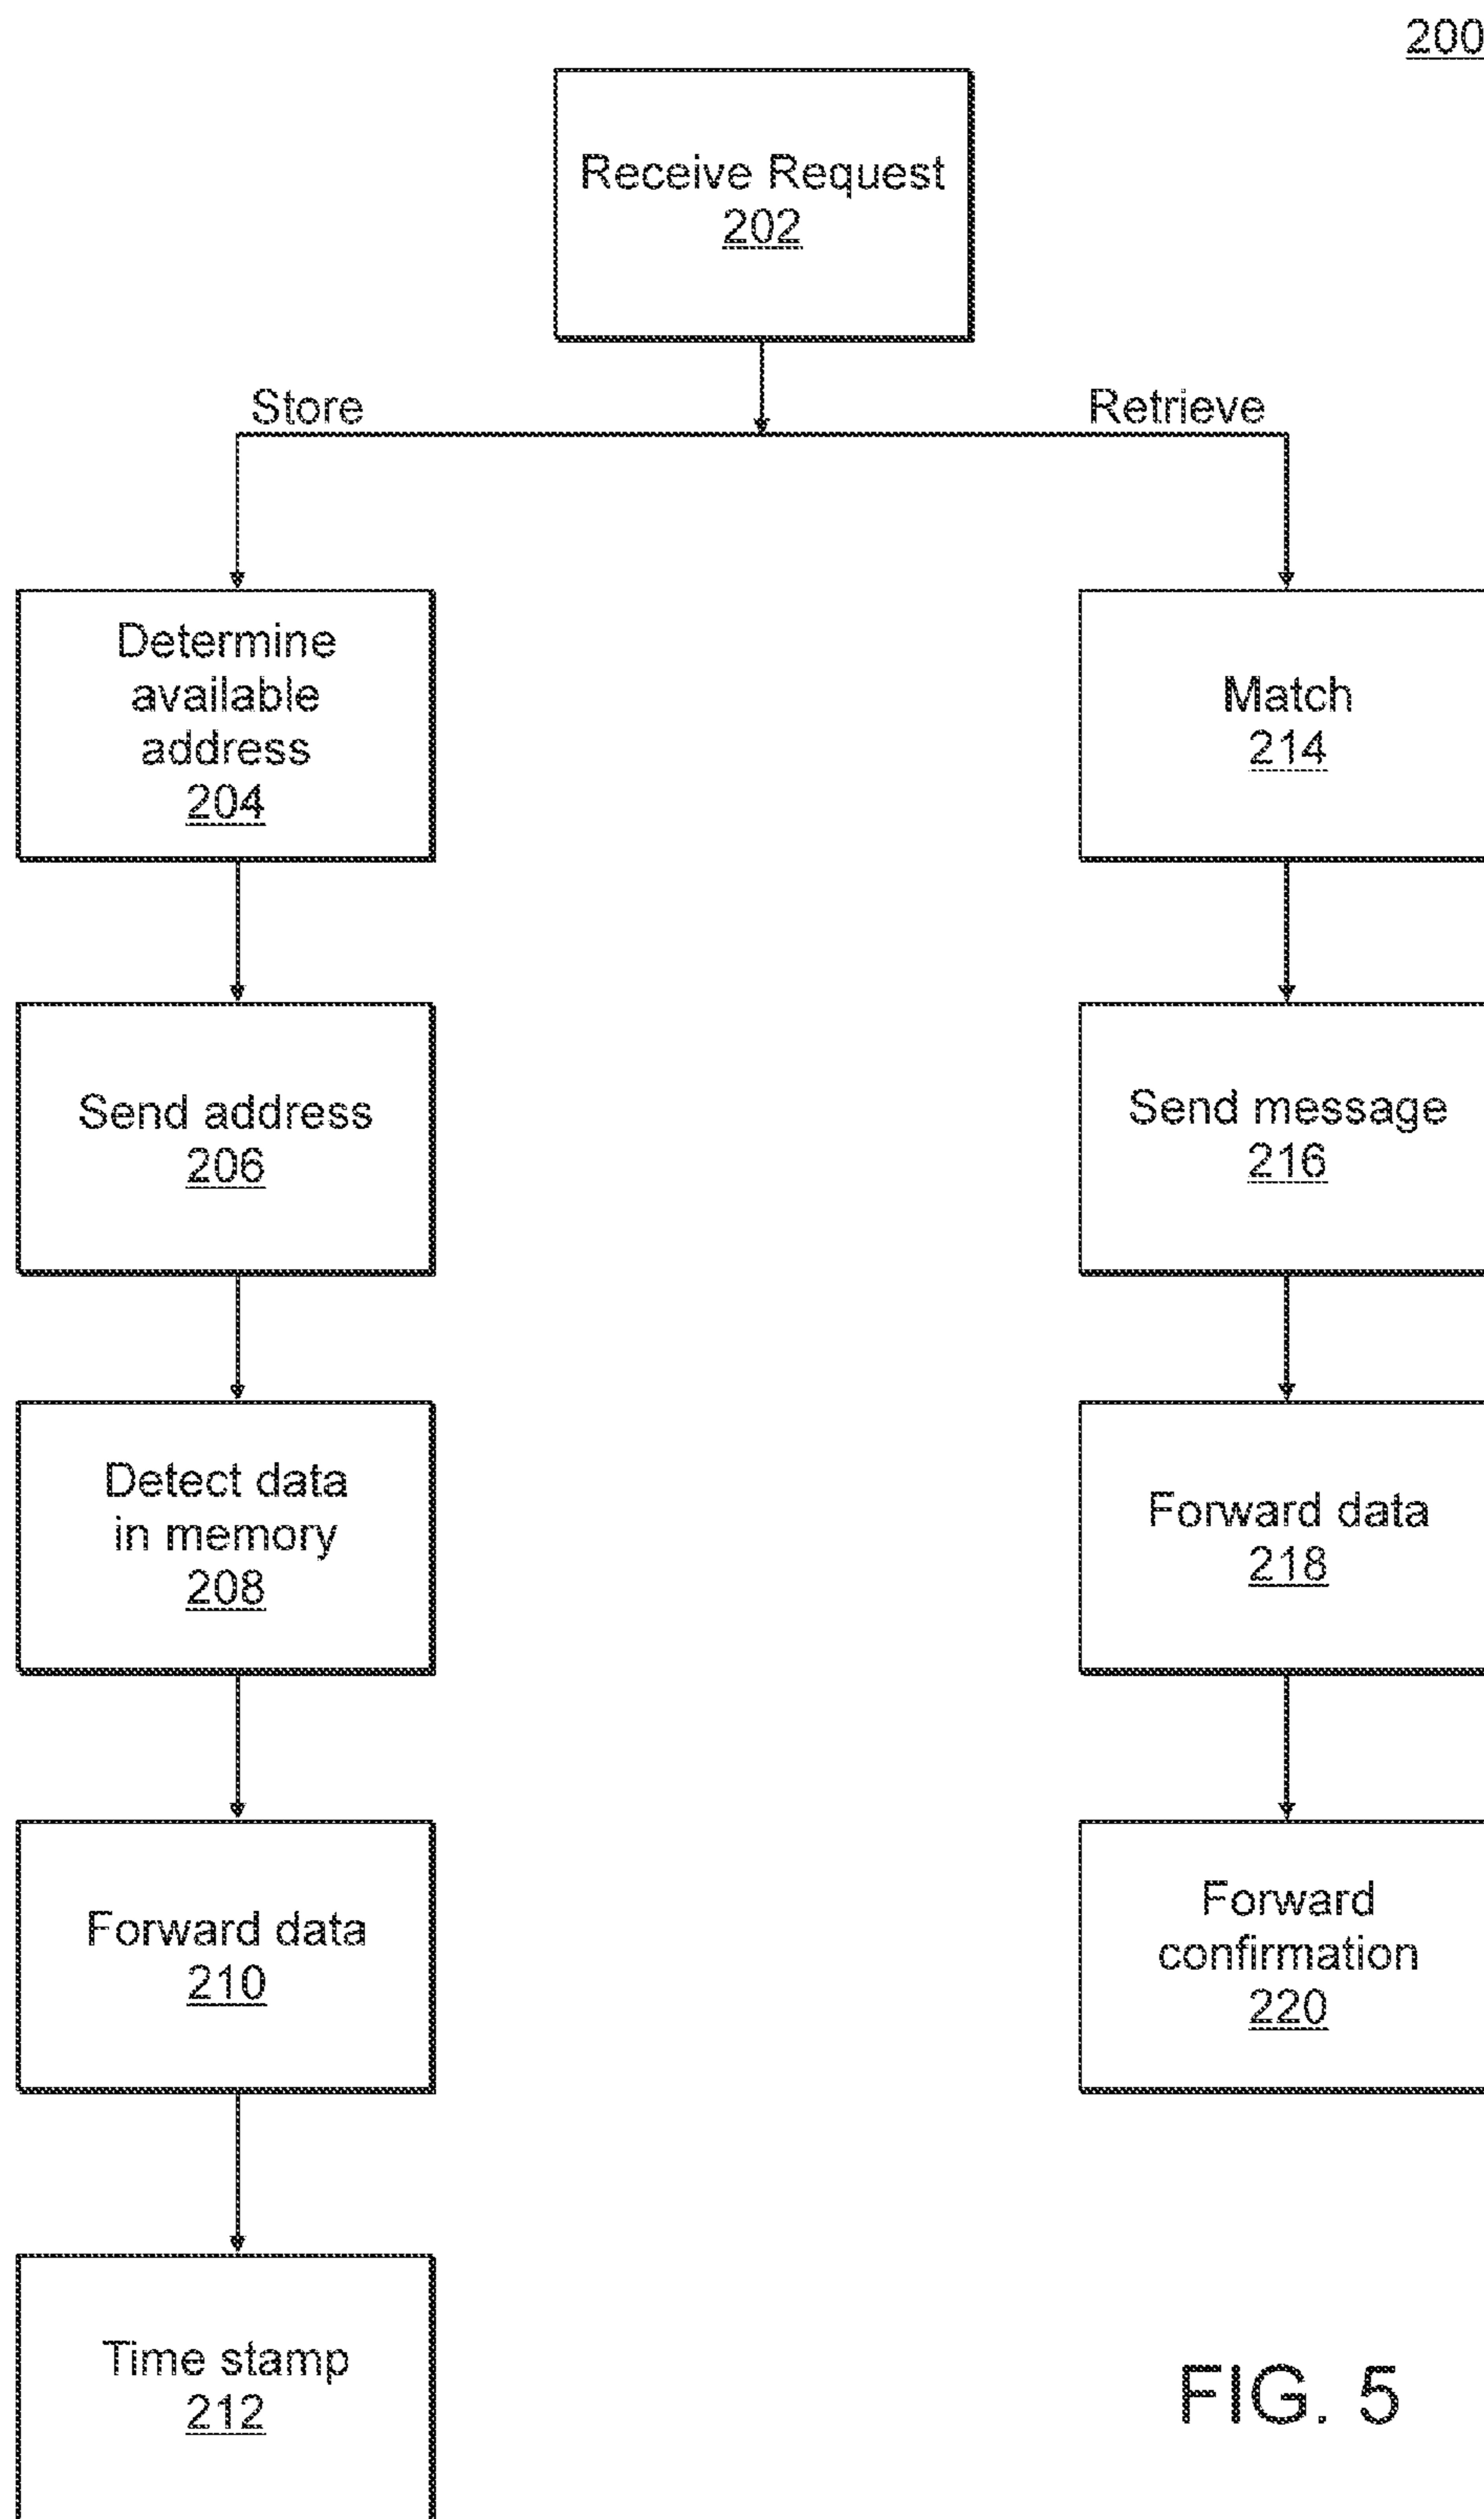 200
Receive Request
202
Store
Retrieve
Determine
available
address
204
Match
214
Send address
206
Send message
216
Detect data
in memory
208
Forward data
218
Forward data
210
Forward
confirmation
220
Time stamp
212
FIG. 5